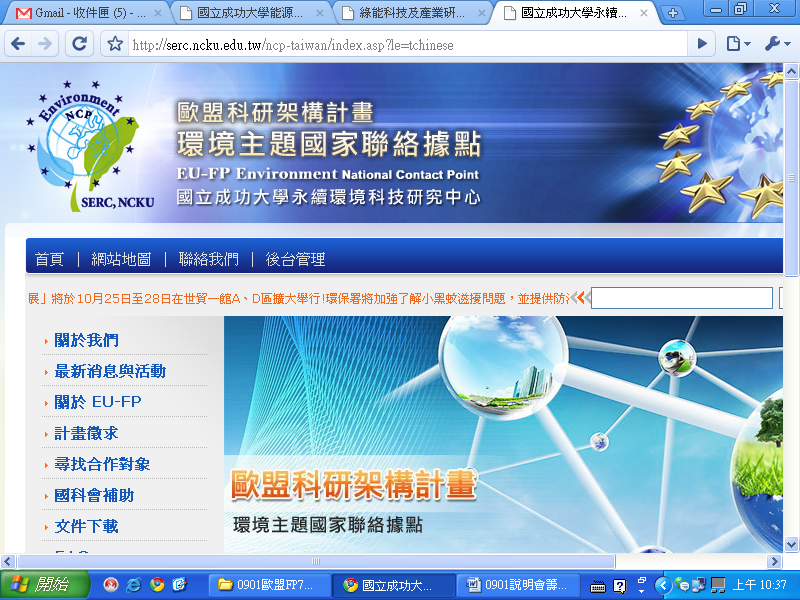 Gmail - 收件匣 (5) - ...
國立成功大學能源...
綠能科技及產業研...
國立成功大學永續...
http://serc.ncku.edu.tw/ncp-taiwan/index.asp?le=tchinese
Environment
NCP
SERC, NCKU
歐盟科研架構計畫
環境主題國家聯絡據點
EU-FP Environment National Contact Point
國立成功大學永續環境科技研究中心
首頁 | 網站地圖 | 聯絡我們 | 後台管理
展」將於10月25日至28日在世貿一館A、D區擴大舉行!環保署將加強了解小黑蚊滋擾問題，並提供防
關於我們
最新消息與活動
關於 EU-FP
計畫徵求
尋找合作對象
國科會補助
文件下載
歐盟科研架構計畫
環境主題國家聯絡據點
開始
0901歐盟FP7...
國立成功大...
0901說明會籌...
上午 10:37